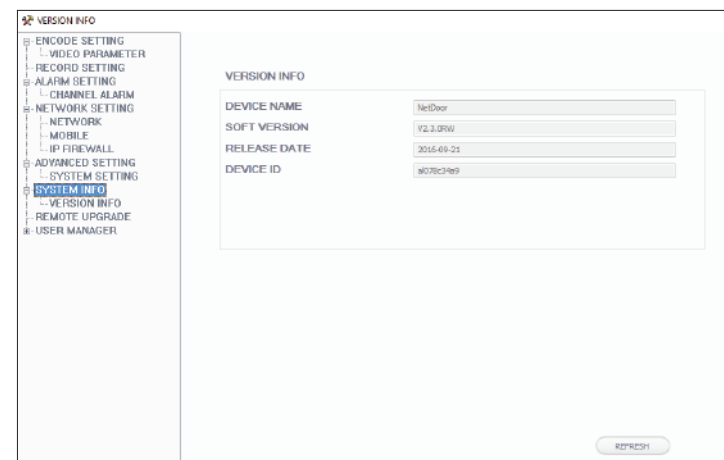 VERSION INFO
ENCODE SETTING
VIDEO PARAMETER
RECORD SETTING
ALARM SETTING
CHANNEL ALARM
NETWORK SETTING
NETWORK
MOBILE
IP FIREWALL
ADVANCED SETTING
SYSTEM SETTING
SYSTEM INFO
VERSION INFO
REMOTE UPGRADE
USER MANAGER
VERSION INFO
DEVICE NAME NetDoor
SOFT VERSION V2.3.0RW
RELEASE DATE 2016-09-21
DEVICE ID
REFRESH